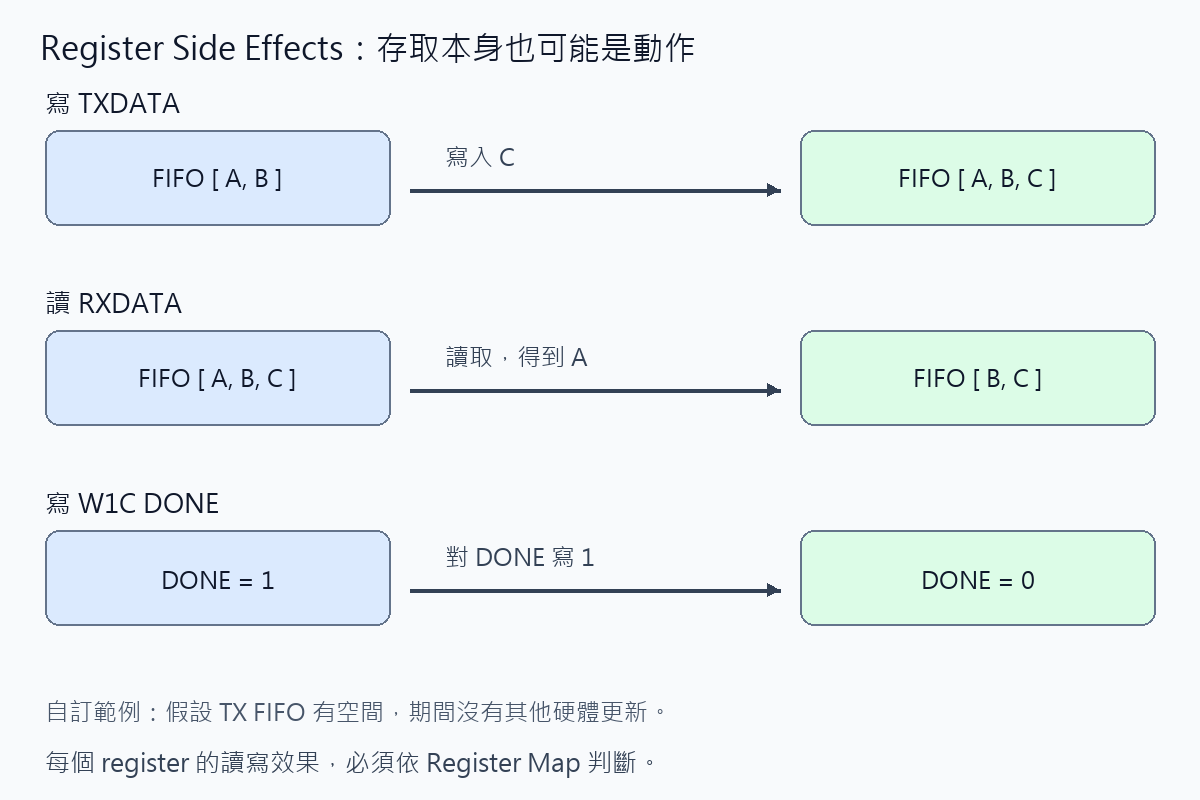 Register Side Effects：存取本身也可能是動作
寫 TXDATA
FIFO [ A, B ]
寫入 C
FIFO [ A, B, C ]
讀 RXDATA
FIFO [ A, B, C ]
讀取，得到 A
FIFO [ B, C ]
寫 W1C DONE
DONE = 1
對 DONE 寫 1
DONE = 0
自訂範例：假設 TX FIFO 有空間，期間沒有其他硬體更新。
每個 register 的讀寫效果，必須依 Register Map 判斷。